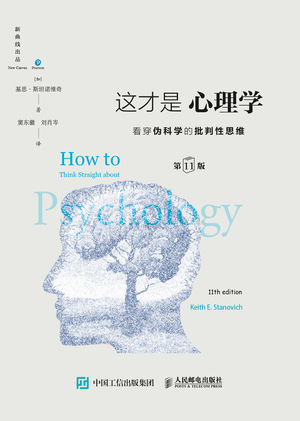 新曲线出品
New Curves
Pearson
[加]
基思·斯坦诺维奇
著
窦东徽 刘肖岑
译
这才是 心理学
看穿伪科学的批判性思维
第11版
How to
Think Straight about
Psychology
11th edition
Keith E. Stanovich
中国工信出版集团
人民邮电出版社
POSTS & TELECOM PRESS